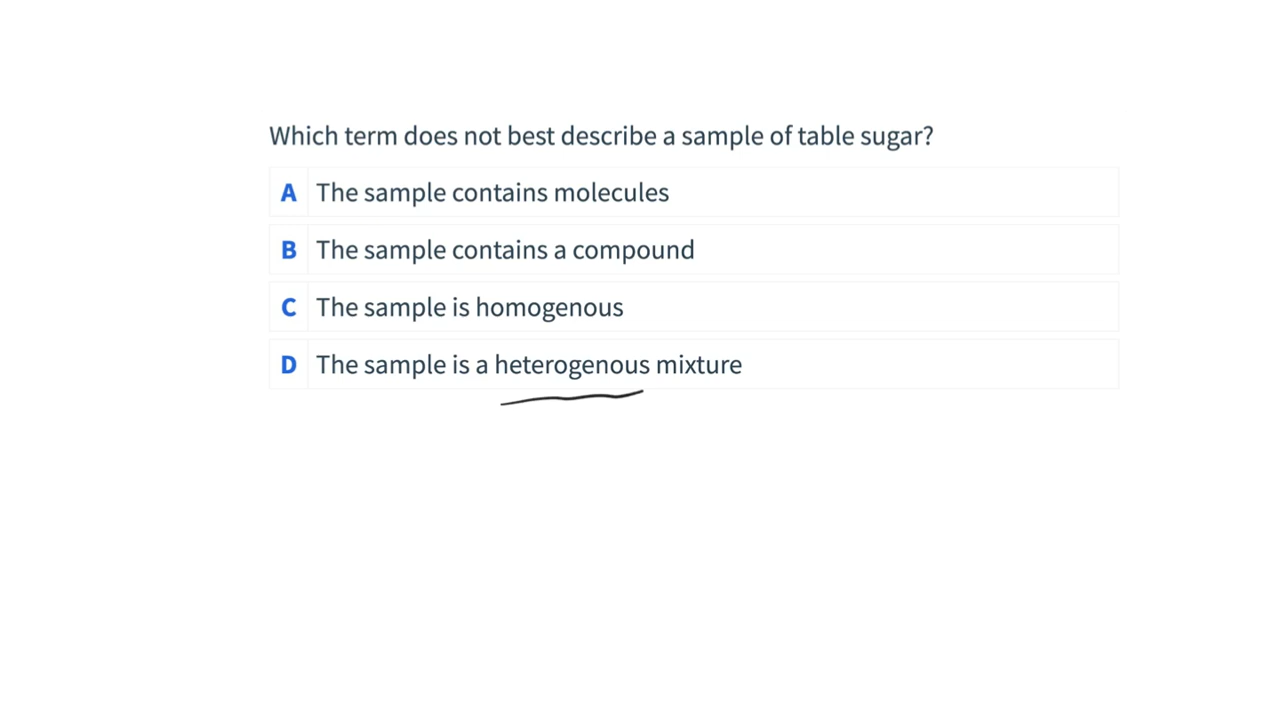 Which term does not best describe a sample of table sugar?
A The sample contains molecules
B The sample contains a compound
C The sample is homogenous
D The sample is a heterogenous mixture